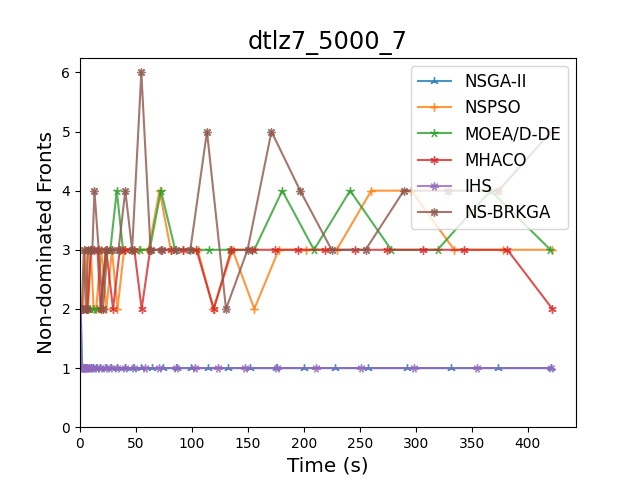 dtlz7_5000_7
Non-dominated Fronts
6
5
4
3
2
1
0
0 50 100 150 200 250 300 350 400
Time (s)
NSGA-II
NSPSO
MOEA/D-DE
MHACO
IHS
NS-BRKGA